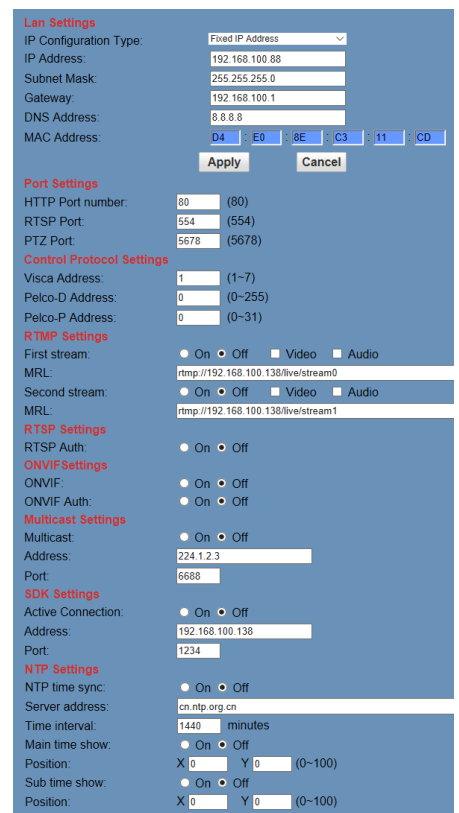 Lan Settings
IP Configuration Type: Fixed IP Address
IP Address: 192.168.100.88
Subnet Mask: 255.255.255.0
Gateway: 192.168.100.1
DNS Address: 8.8.8.8
MAC Address: D4 : E0 : 8E : C3 : 11 : CD
Apply Cancel
Port Settings
HTTP Port number: 80 (80)
RTSP Port: 554 (554)
PTZ Port: 5678 (5678)
Control Protocol Settings
Visca Address: 1 (1~7)
Pelco-D Address: 0 (0~255)
Pelco-P Address: 0 (0~31)
RTMP Settings
First stream: On Off Video Audio
MRL: rtmp://192.168.100.138/live/stream0
Second stream: On Off Video Audio
MRL: rtmp://192.168.100.138/live/stream1
RTSP Settings
RTSP Auth: On Off
ONVIFSettings
ONVIF: On Off
ONVIF Auth: On Off
Multicast Settings
Multicast: On Off
Address: 224.1.2.3
Port: 6688
SDK Settings
Active Connection: On Off
Address: 192.168.100.138
Port: 1234
NTP Settings
NTP time sync: On Off
Server address: cn.ntp.org.cn
Time interval: 1440 minutes
Main time show: On Off
Position: X 0 Y 0 (0~100)
Sub time show: On Off
Position: X 0 Y 0 (0~100)